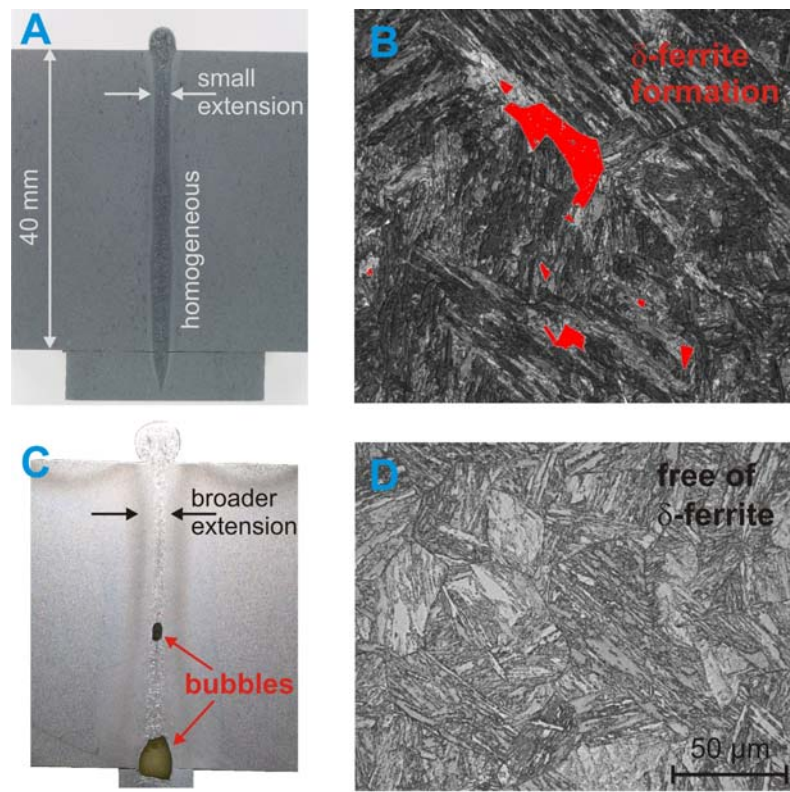 A
small
extension
40 mm
homogeneous
B
δ-ferrite
formation
C
broader
extension
bubbles
D
free of
δ-ferrite
50 µm